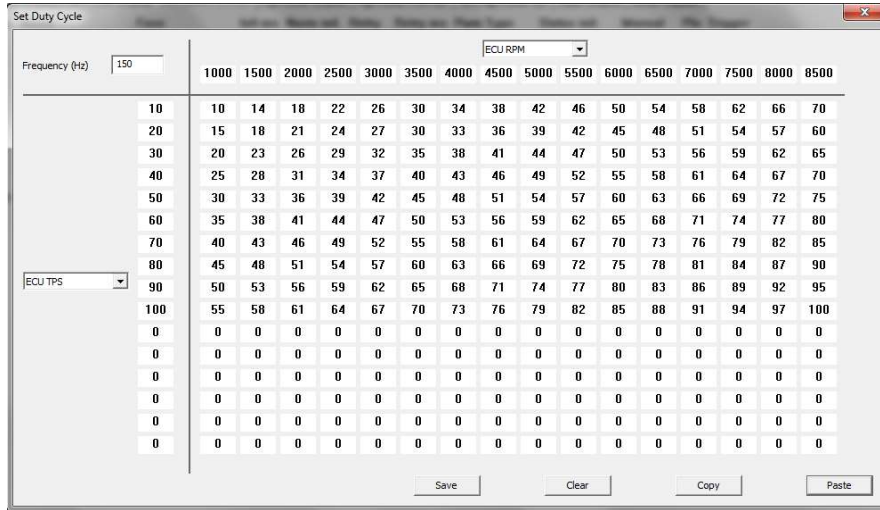 Set Duty Cycle
Frequency (Hz) 150
ECU RPM
1000 1500 2000 2500 3000 3500 4000 4500 5000 5500 6000 6500 7000 7500 8000 8500
10 10 14 18 22 26 30 34 38 42 46 50 54 58 62 66 70
20 15 18 21 24 27 30 33 36 39 42 45 48 51 54 57 60
30 20 23 26 29 32 35 38 41 44 47 50 53 56 59 62 65
40 25 28 31 34 37 40 43 46 49 52 55 58 61 64 67 70
50 30 33 36 39 42 45 48 51 54 57 60 63 66 69 72 75
60 35 38 41 44 47 50 53 56 59 62 65 68 71 74 77 80
70 40 43 46 49 52 55 58 61 64 67 70 73 76 79 82 85
80 45 48 51 54 57 60 63 66 69 72 75 78 81 84 87 90
ECU TPS
90 50 53 56 59 62 65 68 71 74 77 80 83 86 89 92 95
100 55 58 61 64 67 70 73 76 79 82 85 88 91 94 97 100
0 0 0 0 0 0 0 0 0 0 0 0 0 0 0 0 0
0 0 0 0 0 0 0 0 0 0 0 0 0 0 0 0 0
0 0 0 0 0 0 0 0 0 0 0 0 0 0 0 0 0
0 0 0 0 0 0 0 0 0 0 0 0 0 0 0 0 0
0 0 0 0 0 0 0 0 0 0 0 0 0 0 0 0 0
0 0 0 0 0 0 0 0 0 0 0 0 0 0 0 0 0
Save Clear Copy Paste